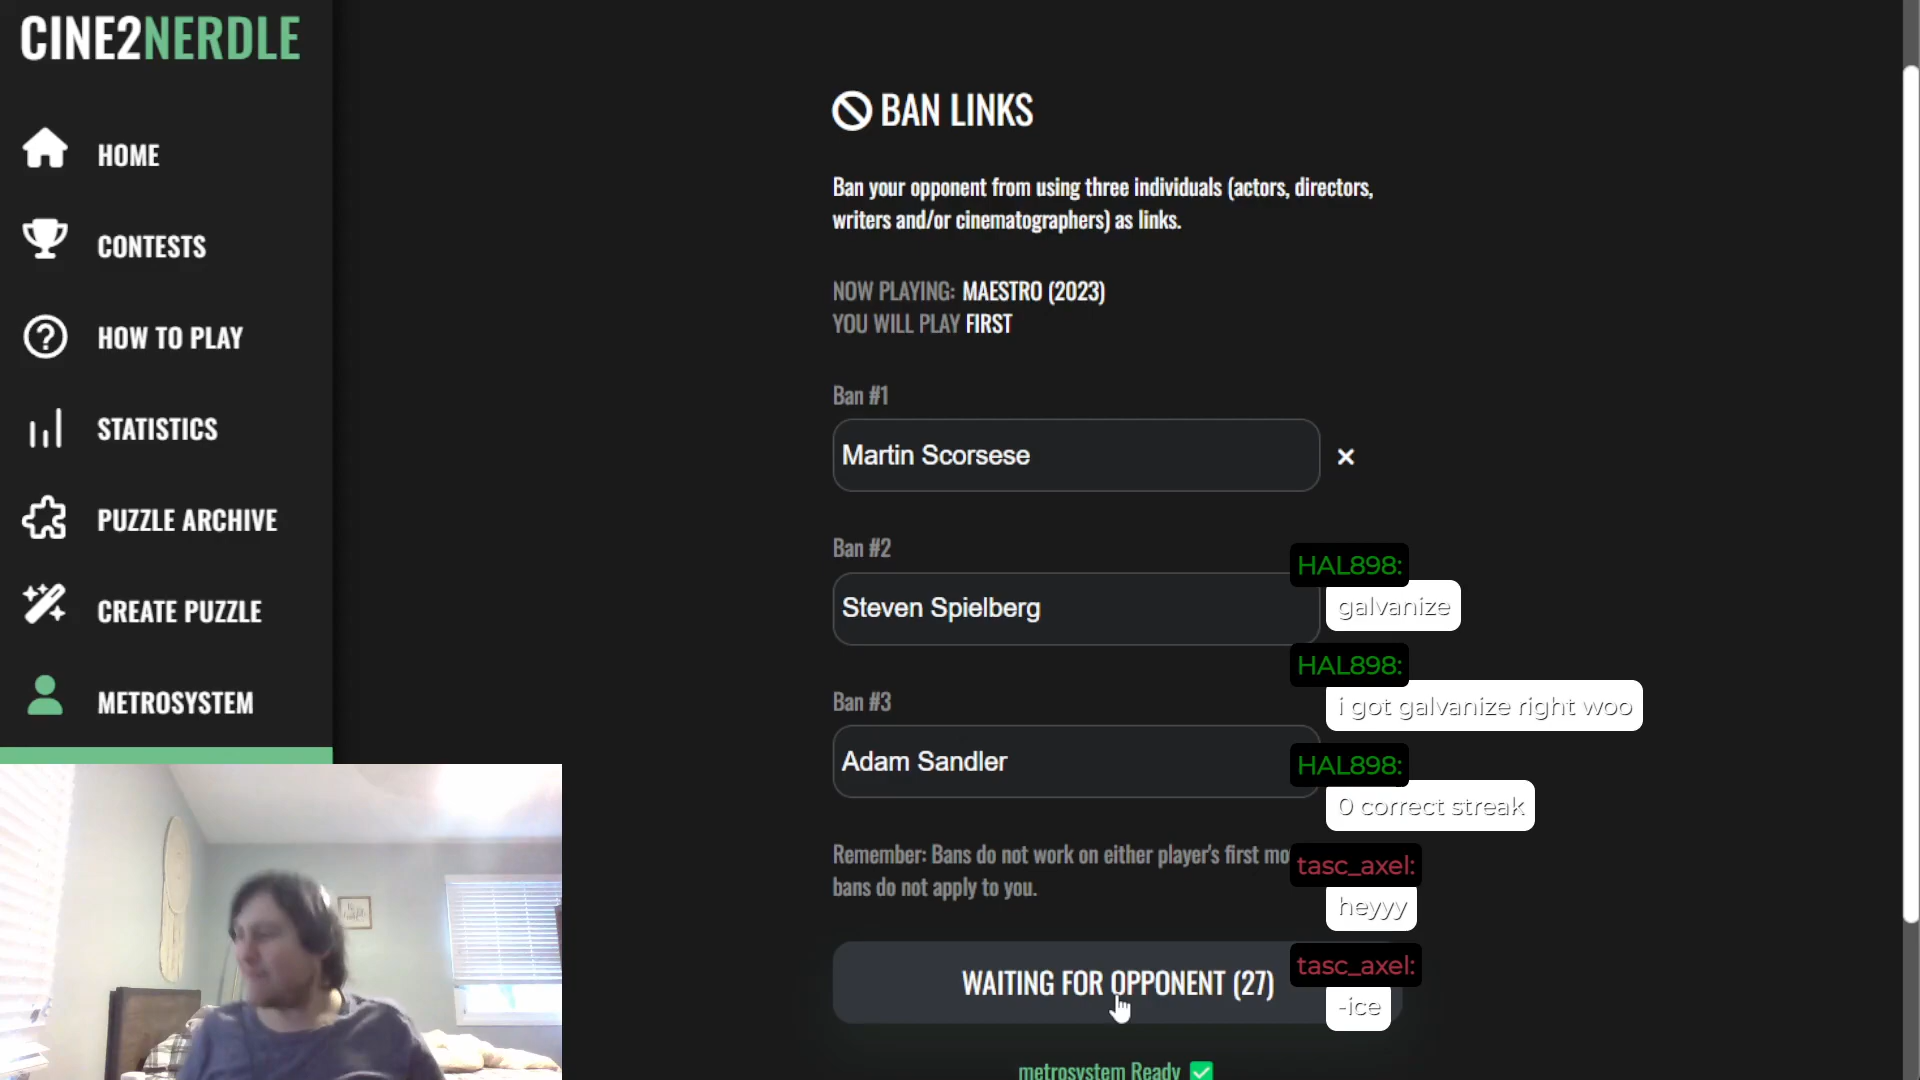 CINE2NERDLE
HOME
CONTESTS
HOW TO PLAY
STATISTICS
PUZZLE ARCHIVE
CREATE PUZZLE
METROSYSTEM
BAN LINKS
Ban your opponent from using three individuals (actors, directors,
writers and/or cinematographers) as links.
NOW PLAYING: MAESTRO (2023)
YOU WILL PLAY FIRST
Ban #1
Martin Scorsese
Ban #2
Steven Spielberg
Ban #3
Adam Sandler
Remember: Bans do not work on either player's first mo
bans do not apply to you.
WAITING FOR OPPONENT (27)
metrosystem Ready
HAL898:
galvanize
HAL898:
i got galvanize right woo
HAL898:
0 correct streak
tasc_axel:
heyyy
tasc_axel:
-ice